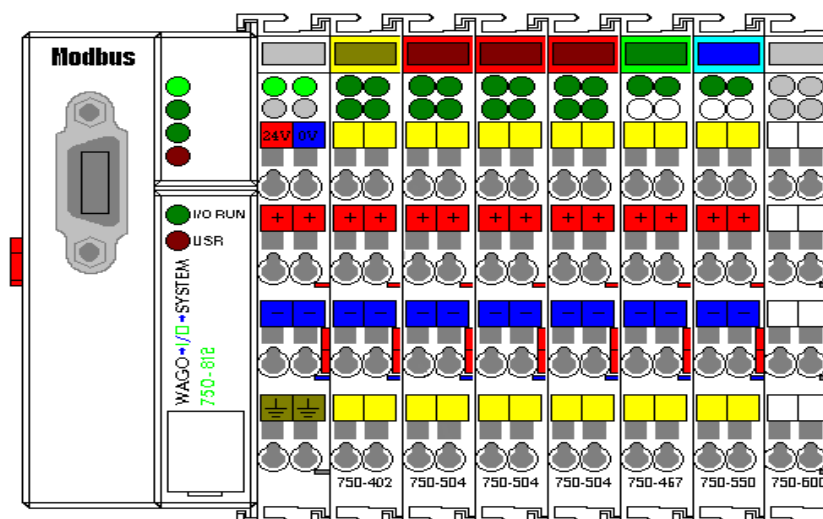 Modbus
24V 0V
I/O RUN
USR
+ + + + + + + + + + + + + +
- - - - - - - - - - - - - -
WAGO➔I/O➔SYSTEM
750-812
750-402 750-504 750-504 750-504 750-467 750-550 750-600